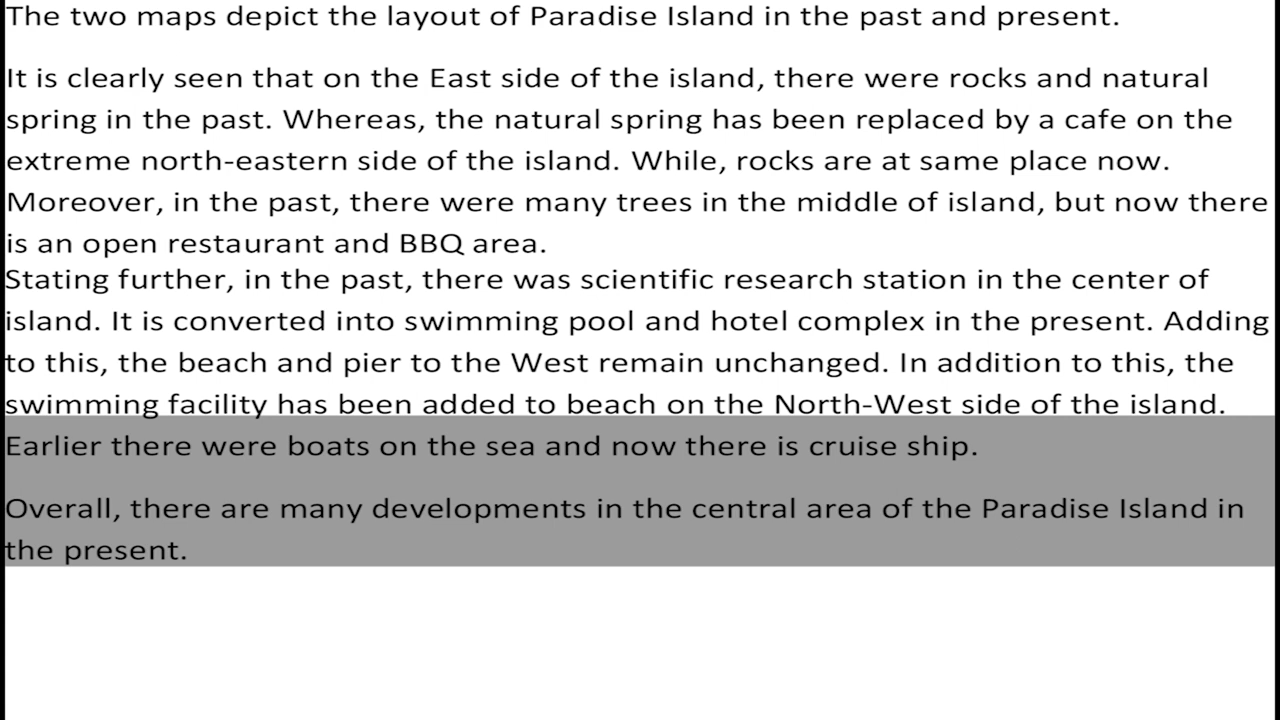 The two maps depict the layout of Paradise Island in the past and present.
It is clearly seen that on the East side of the island, there were rocks and natural
spring in the past. Whereas, the natural spring has been replaced by a cafe on the
extreme north-eastern side of the island. While, rocks are at same place now.
Moreover, in the past, there were many trees in the middle of island, but now there
is an open restaurant and BBQ area.
Stating further, in the past, there was scientific research station in the center of
island. It is converted into swimming pool and hotel complex in the present. Adding
to this, the beach and pier to the West remain unchanged. In addition to this, the
swimming facility has been added to beach on the North-West side of the island.
Earlier there were boats on the sea and now there is cruise ship.
Overall, there are many developments in the central area of the Paradise Island in
the present.